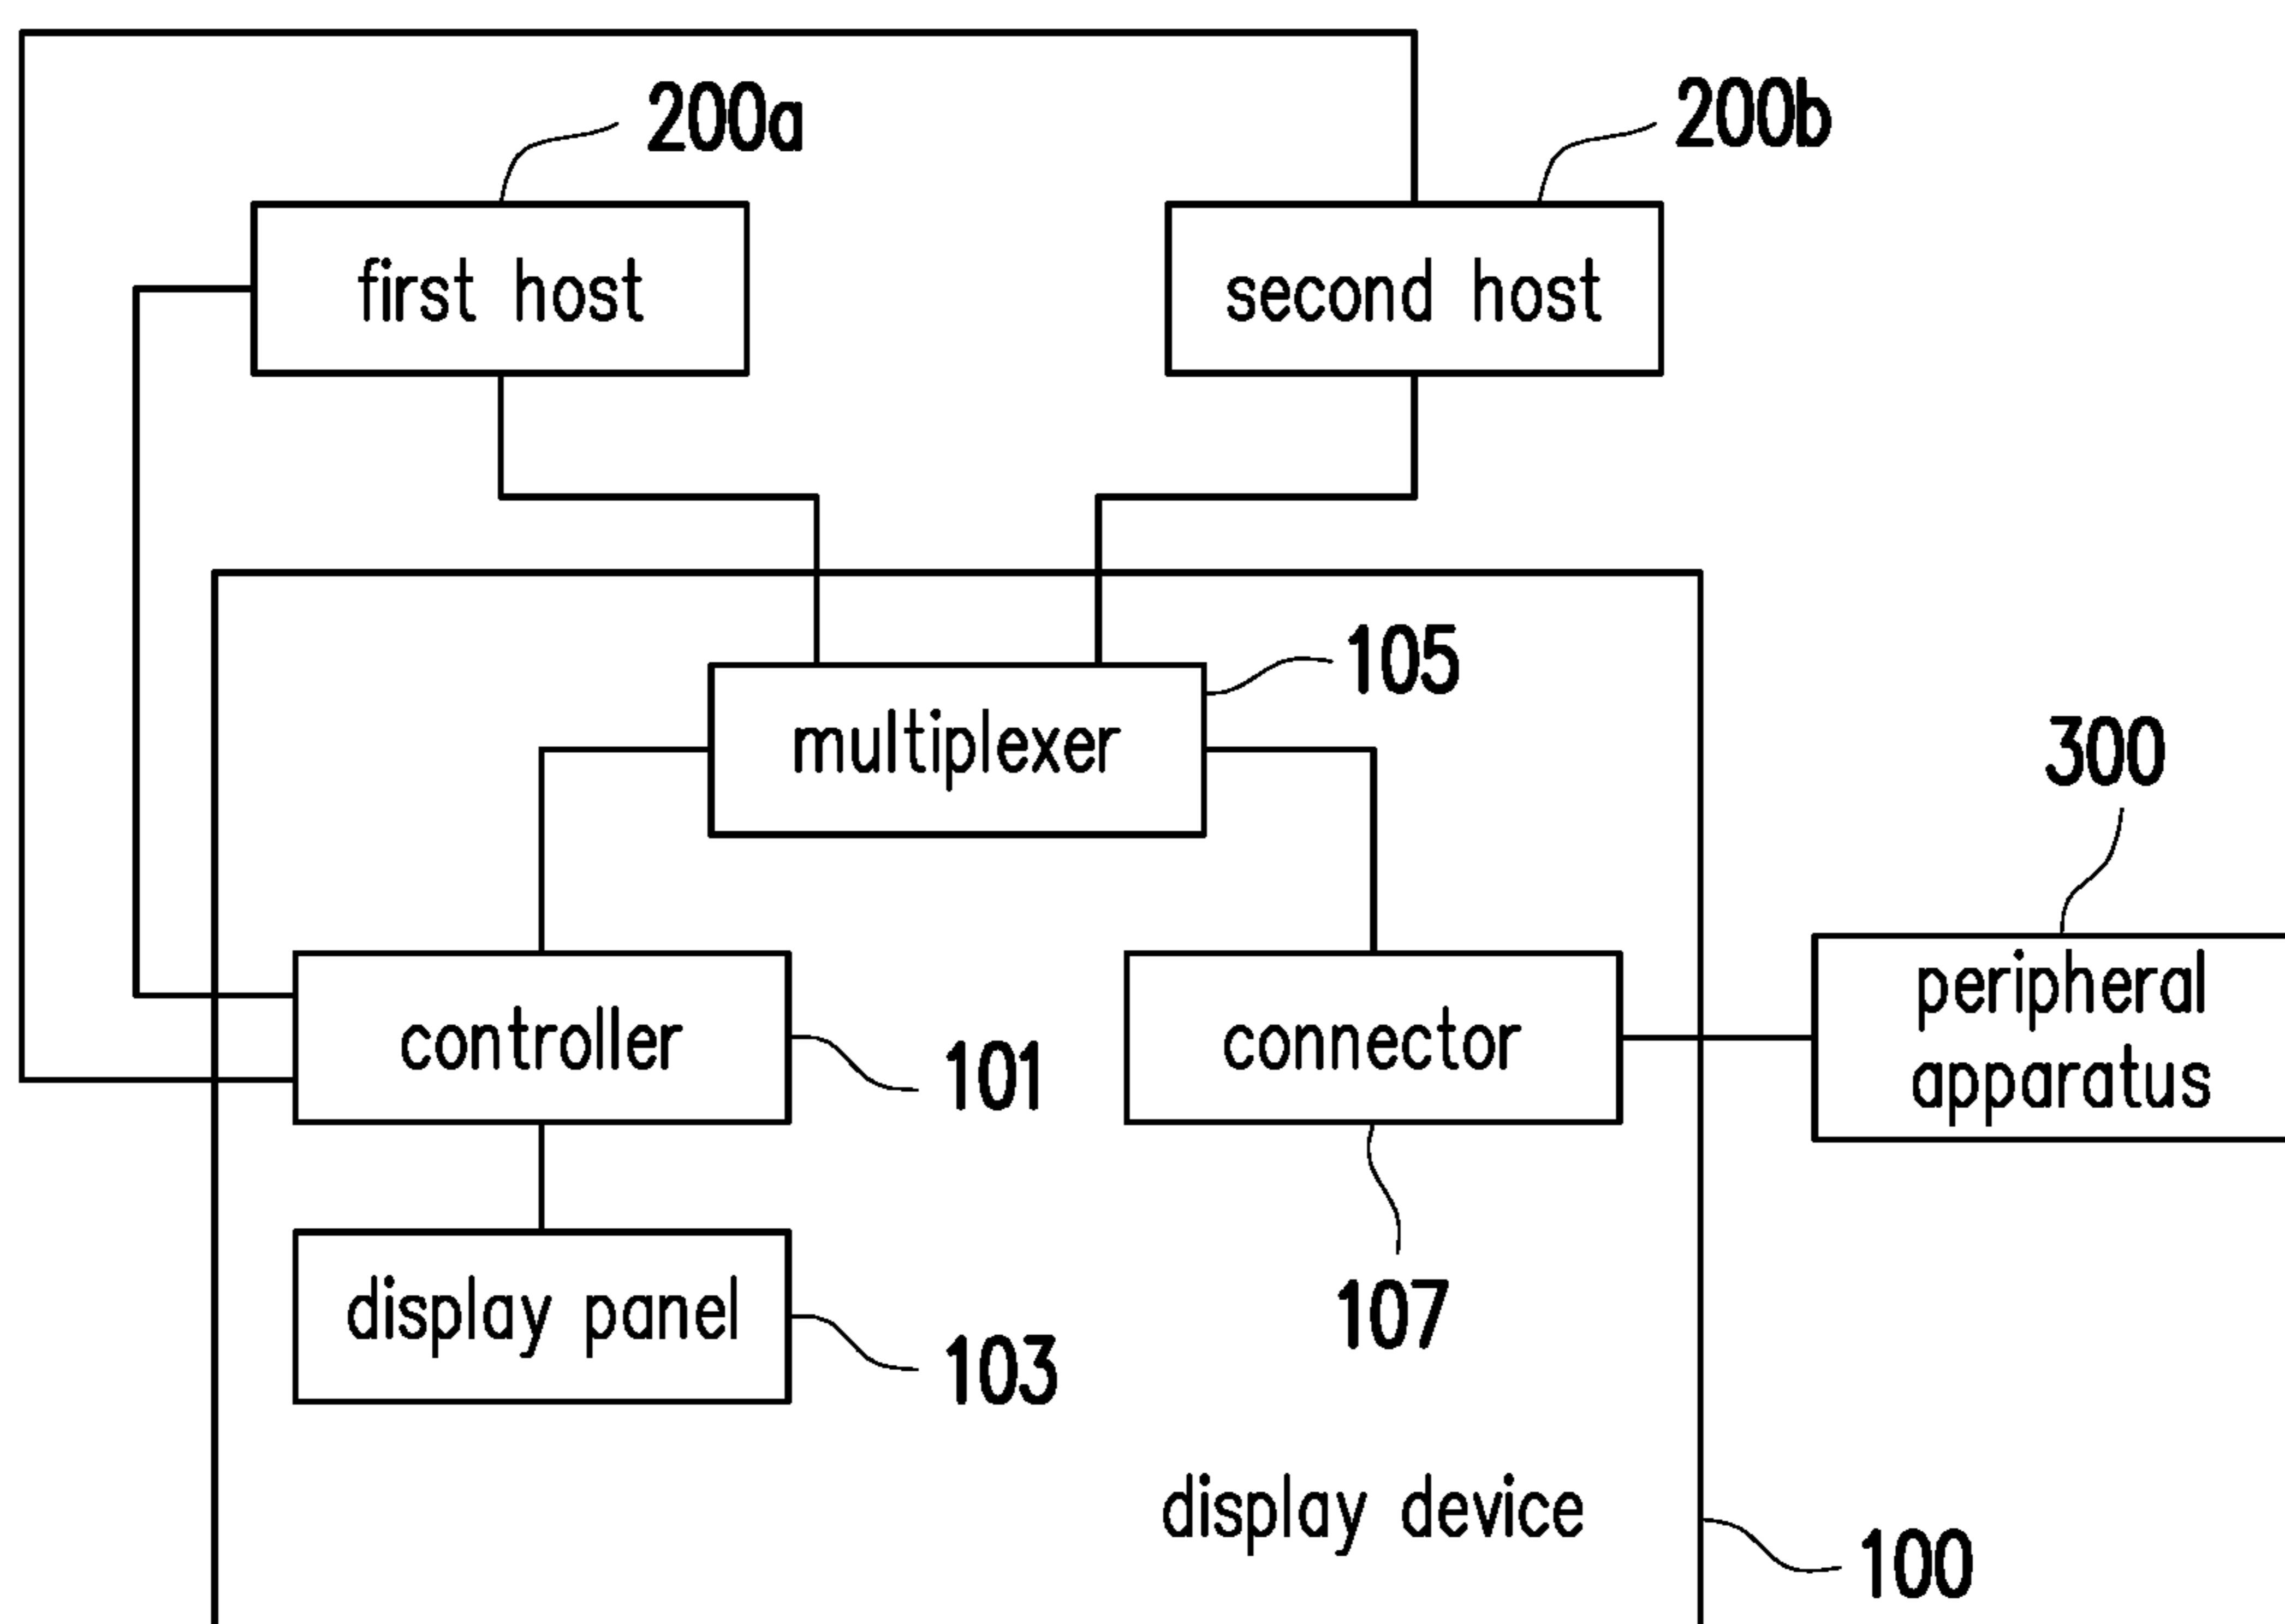 200a
200b
first host
second host
105
multiplexer
300
peripheral
apparatus
controller
connector
101
107
display panel
103
display device
100